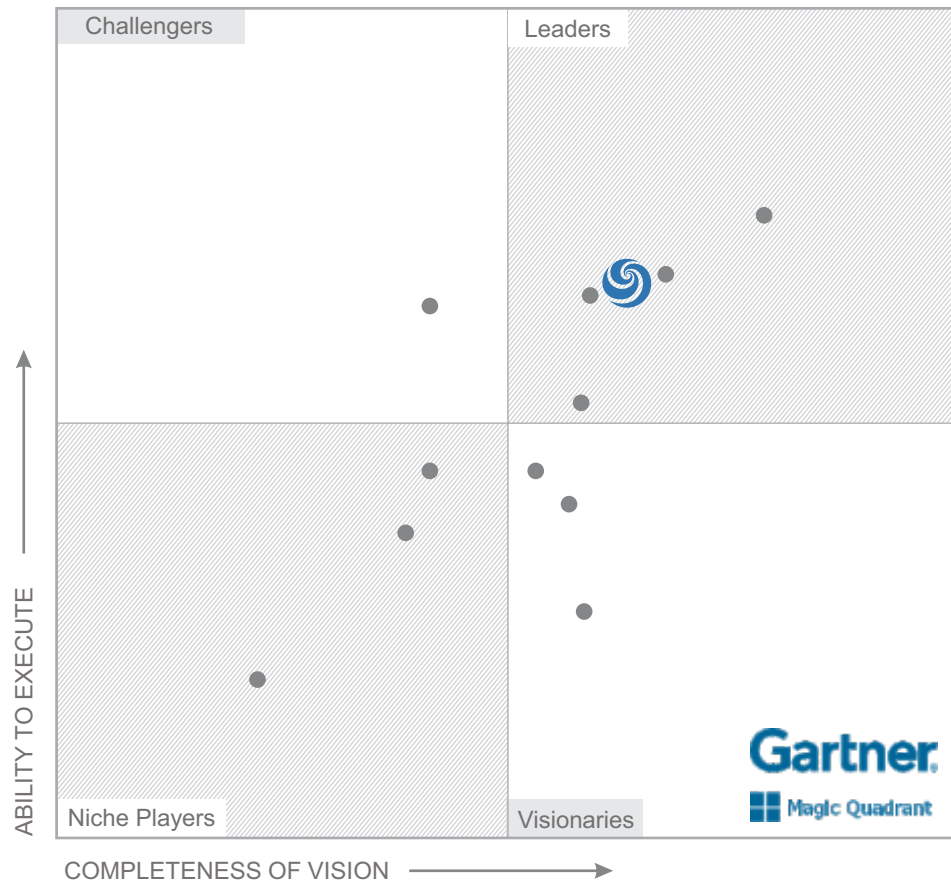 Challengers
Leaders
ABILITY TO EXECUTE
Niche Players
Visionaries
Gartner®
Magic Quadrant
COMPLETENESS OF VISION